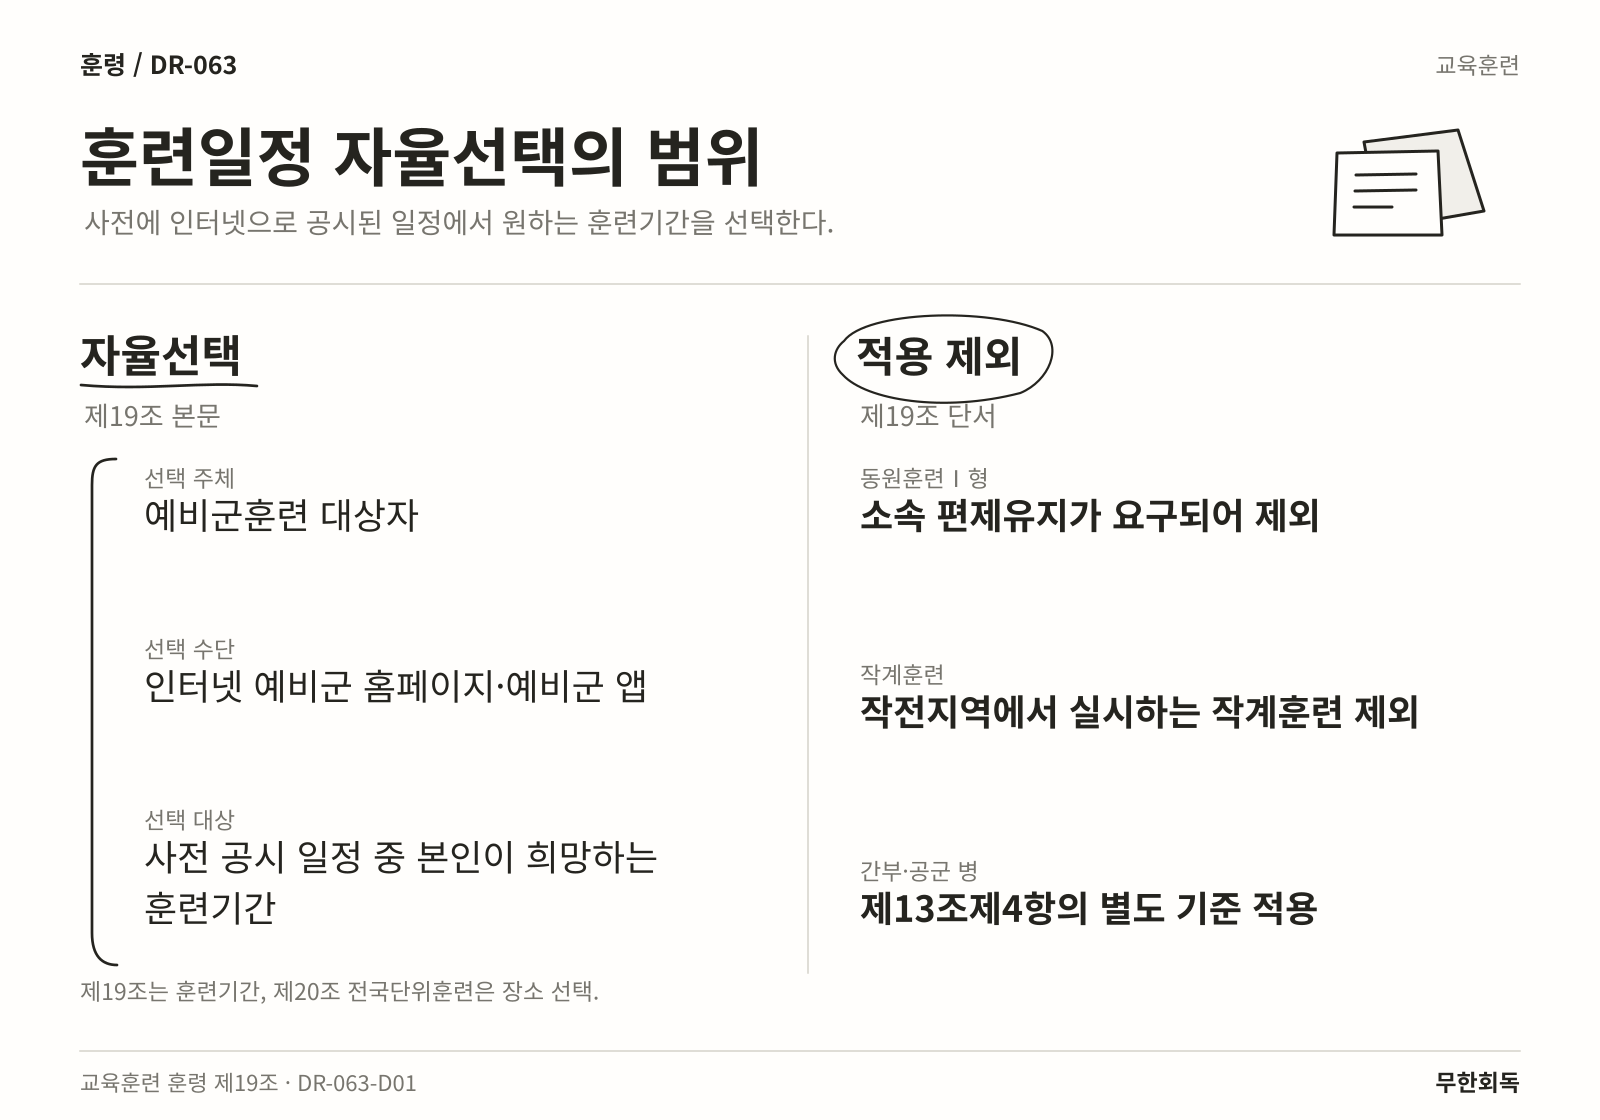 훈령 / DR-063
교육훈련
훈련일정 자율선택의 범위
사전에 인터넷으로 공시된 일정에서 원하는 훈련기간을 선택한다.
자율선택
제19조 본문
선택 주체
예비군훈련 대상자
선택 수단
인터넷 예비군 홈페이지·예비군 앱
선택 대상
사전 공시 일정 중 본인이 희망하는
훈련기간
제19조는 훈련기간, 제20조 전국단위훈련은 장소 선택.
적용 제외
제19조 단서
동원훈련Ⅰ형
소속 편제유지가 요구되어 제외
작계훈련
작전지역에서 실시하는 작계훈련 제외
간부·공군 병
제13조제4항의 별도 기준 적용
교육훈련 훈령 제19조 · DR-063-D01
무한회독